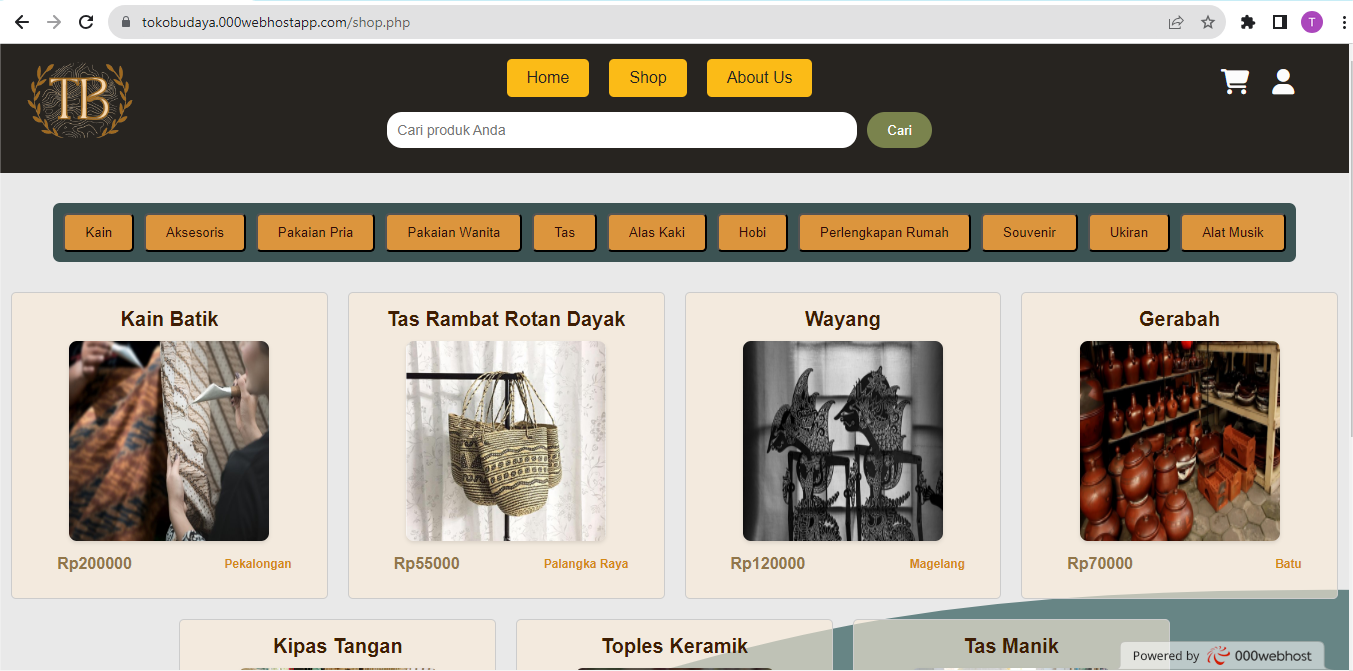 tokobudaya.000webhostapp.com/shop.php
T
TB
Home Shop About Us
Cari produk Anda Cari
Kain Aksesoris Pakaian Pria Pakaian Wanita Tas Alas Kaki Hobi Perlengkapan Rumah Souvenir Ukiran Alat Musik
Kain Batik
Rp200000 Pekalongan
Tas Rambat Rotan Dayak
Rp55000 Palangka Raya
Wayang
Rp120000 Magelang
Gerabah
Rp70000 Batu
Kipas Tangan
Toples Keramik
Tas Manik
Powered by 000webhost